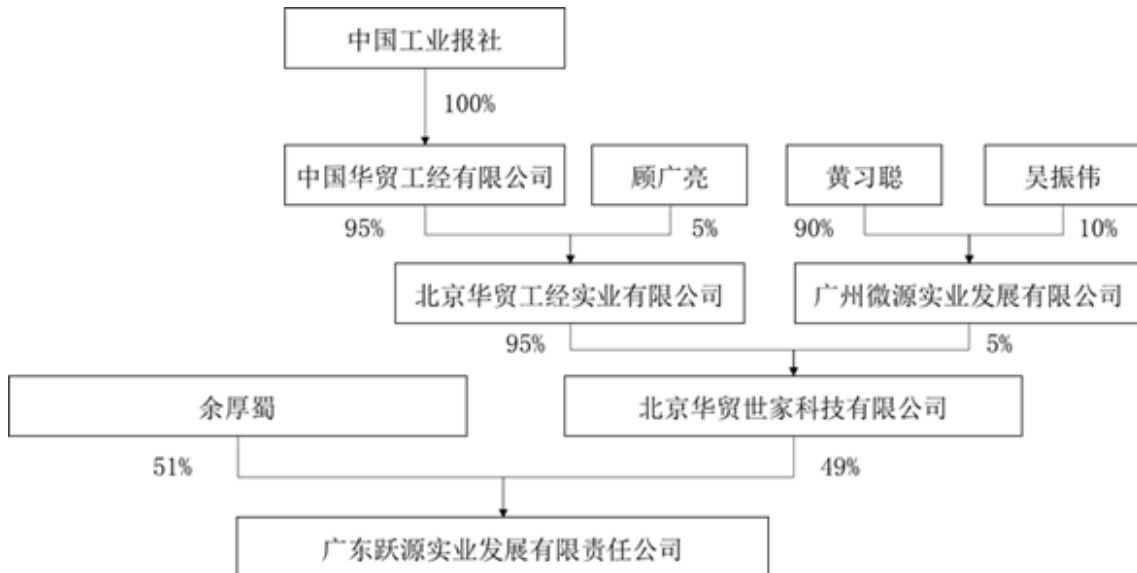 中国工业报社
100%
中国华贸工经有限公司
顾广亮
黄习聪
吴振伟
95%
5%
90%
10%
北京华贸工经实业有限公司
广州微源实业发展有限公司
95%
5%
余厚蜀
北京华贸世家科技有限公司
51%
49%
广东跃源实业发展有限责任公司